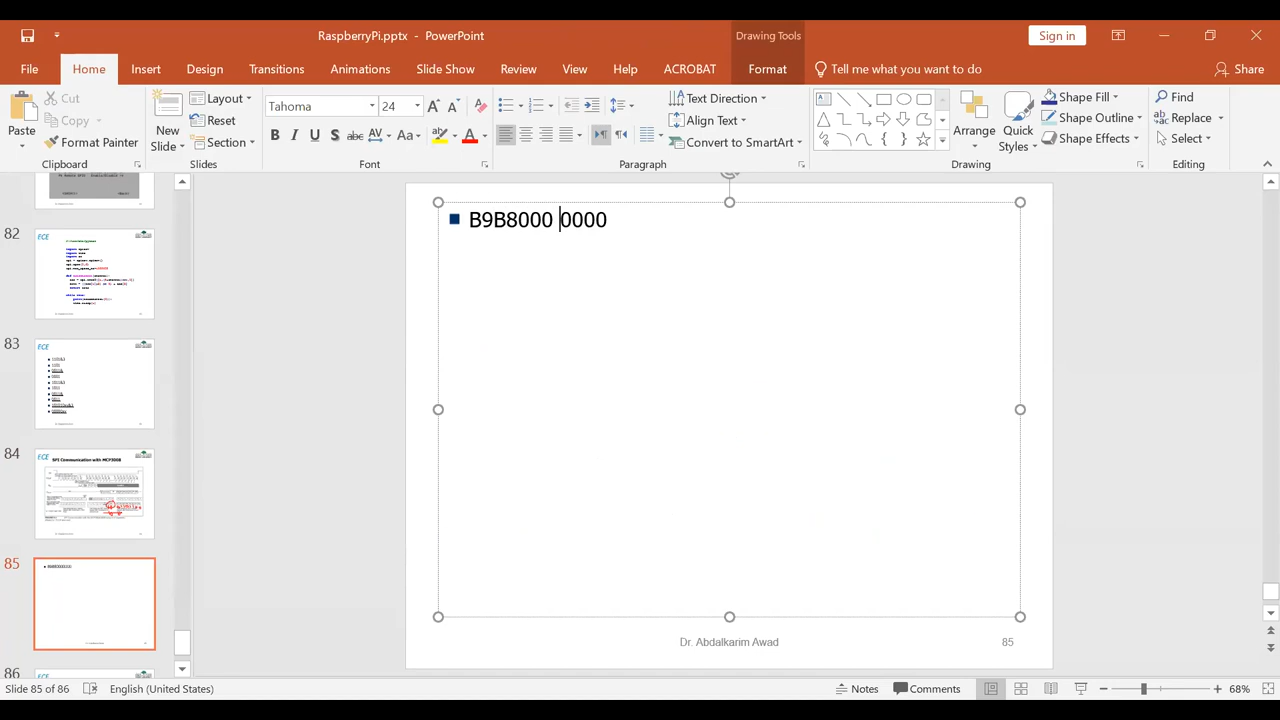 RaspberryPi.pptx - PowerPoint
Drawing Tools
Sign in
File
Home
Insert
Design
Transitions
Animations
Slide Show
Review
View
Help
ACROBAT
Format
Tell me what you want to do
Share
Paste
Cut
Copy
Format Painter
Clipboard
New Slide
Layout
Reset
Section
Slides
Tahoma
24
Font
Text Direction
Align Text
Convert to SmartArt
Paragraph
Arrange
Quick Styles
Shape Fill
Shape Outline
Shape Effects
Drawing
Find
Replace
Select
Editing
82
83
84
SPI Communication with MCP3008
85
86
B9B8000 0000
Dr. Abdalkarim Awad
85
Slide 85 of 86
English (United States)
Notes
Comments
68%